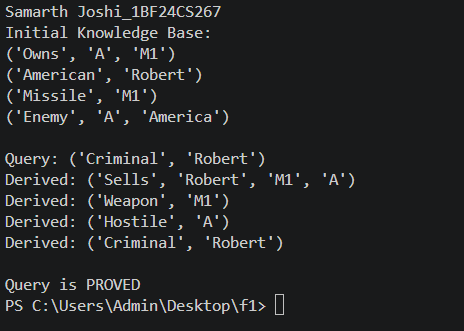 Samarth Joshi_1BF24CS267
Initial Knowledge Base:
('Owns', 'A', 'M1')
('American', 'Robert')
('Missile', 'M1')
('Enemy', 'A', 'America')

Query: ('Criminal', 'Robert')
Derived: ('Sells', 'Robert', 'M1', 'A')
Derived: ('Weapon', 'M1')
Derived: ('Hostile', 'A')
Derived: ('Criminal', 'Robert')

Query is PROVED
PS C:\Users\Admin\Desktop\f1>